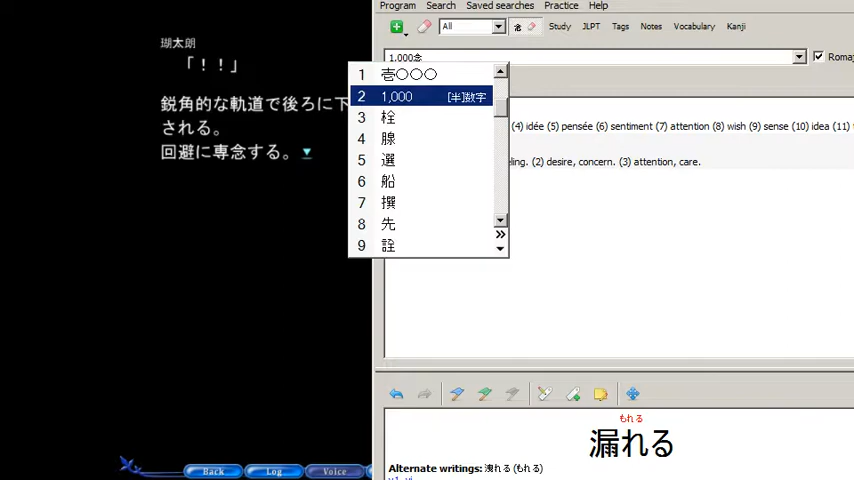 瑚太朗
「！！」
鋭角的な軌道で後ろに下
される。
回避に専念する。
Back
Log
Voice
Program Search Saved searches Practice Help
All
Study JLPT Tags Notes Vocabulary Kanji
1,000念
Romaj
1 壱〇〇〇
2 1,000 [半]数字
3 栓
4 腺
5 選
6 船
7 撰
8 先
9 詮
(4) idée (5) pensée (6) sentiment (7) attention (8) wish (9) sense (10) idea (11)
eling. (2) desire, concern. (3) attention, care.
もれる
漏れる
Alternate writings: 洩れる (もれる)